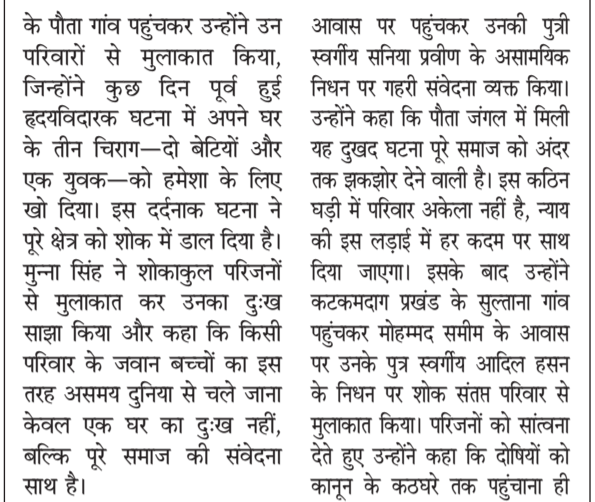 के पौता गांव पहुंचकर उन्होंने उन
परिवारों से मुलाकात किया,
जिन्होंने कुछ दिन पूर्व हुई
हृदयविदारक घटना में अपने घर
के तीन चिराग—दो बेटियों और
एक युवक—को हमेशा के लिए
खो दिया। इस दर्दनाक घटना ने
पूरे क्षेत्र को शोक में डाल दिया है।
मुन्ना सिंह ने शोकाकुल परिजनों
से मुलाकात कर उनका दुःख
साझा किया और कहा कि किसी
परिवार के जवान बच्चों का इस
तरह असमय दुनिया से चले जाना
केवल एक घर का दुःख नहीं,
बल्कि पूरे समाज की संवेदना
साथ है।
आवास पर पहुंचकर उनकी पुत्री
स्वर्गीय सनिया प्रवीण के असामयिक
निधन पर गहरी संवेदना व्यक्त किया।
उन्होंने कहा कि पौता जंगल में मिली
यह दुखद घटना पूरे समाज को अंदर
तक झकझोर देने वाली है। इस कठिन
घड़ी में परिवार अकेला नहीं है, न्याय
की इस लड़ाई में हर कदम पर साथ
दिया जाएगा। इसके बाद उन्होंने
कटकमदाग प्रखंड के सुल्ताना गांव
पहुंचकर मोहम्मद समीम के आवास
पर उनके पुत्र स्वर्गीय आदिल हसन
के निधन पर शोक संतप्त परिवार से
मुलाकात किया। परिजनों को सांत्वना
देते हुए उन्होंने कहा कि दोषियों को
कानून के कठघरे तक पहुंचाना ही